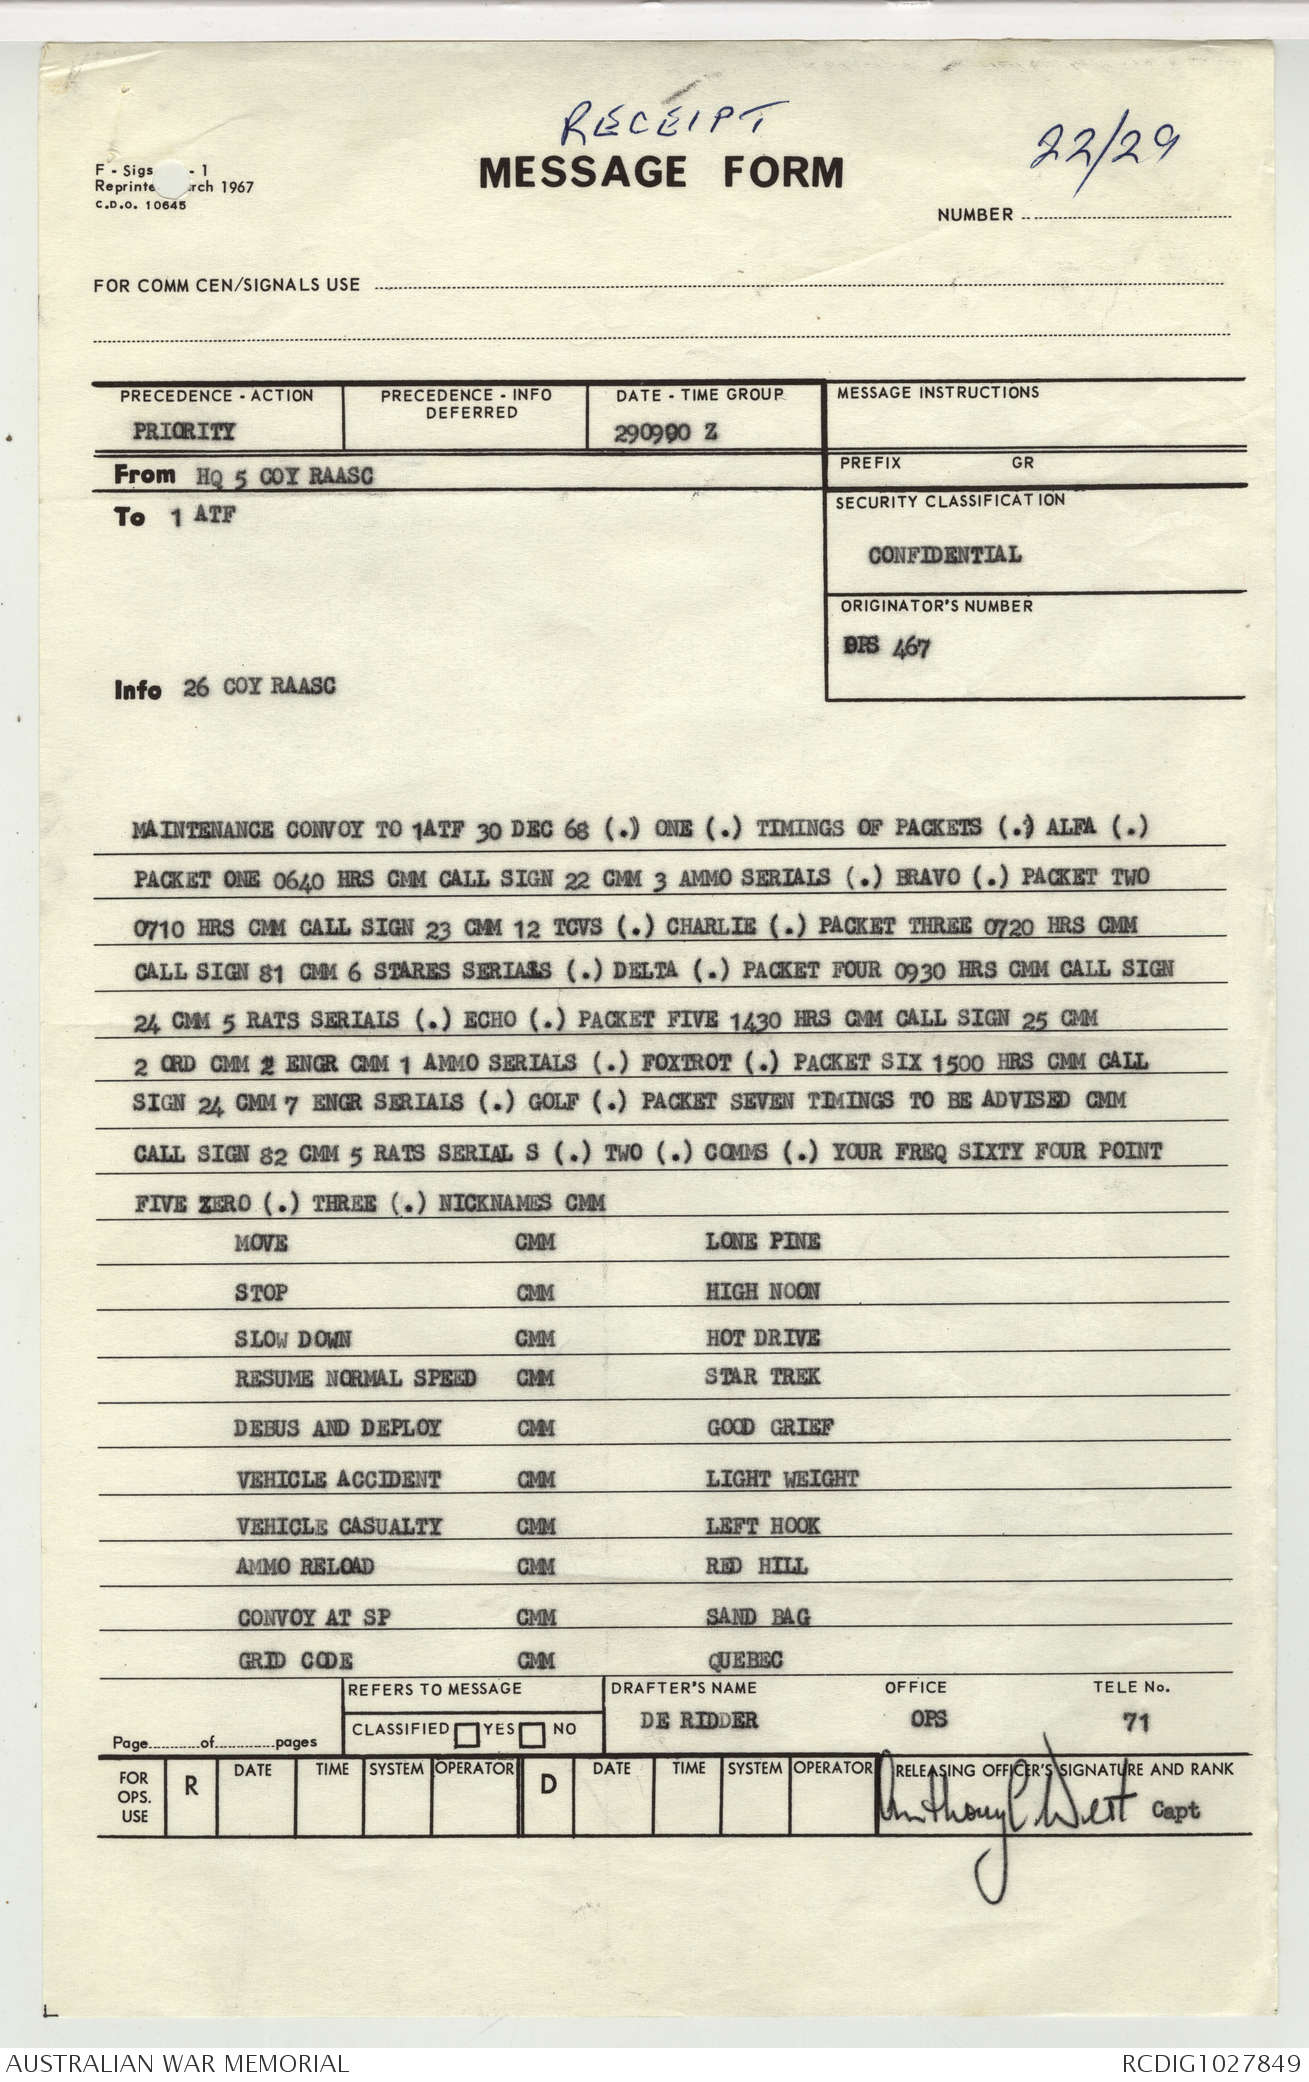 RECEIPT
22/29
F - Sigs - 1
MESSAGE FORM
Reprinte rch 1967
C.D.O. 10645
NUMBER
FOR COMM CEN/SIGNALS USE
PRECEDENCE - ACTION PRECEDENCE - INFO DATE - TIME GROUP MESSAGE INSTRUCTIONS
DEFERRED
PRIORITY 290900 Z
PREFIX GR
From HQ 5 COY RAASC
SECURITY CLASSIFICATION
To 1 ATF
CONFIDENTIAL
ORIGINATOR'S NUMBER
OPS 467
Info 26 COY RAASC
MAINTENANCE CONVOY TO 1ATF 30 DEC 68 (.) ONE (.) TIMINGS OF PACKETS (.) ALFA (.)
PACKET ONE 0640 HRS CMM CALL SIGN 22 CMM 3 AMMO SERIALS (.) BRAVO (.) PACKET TWO
0710 HRS CMM CALL SIGN 23 CMM 12 TCVS (.) CHARLIE (.) PACKET THREE 0720 HRS CMM
CALL SIGN 81 CMM 6 STARES SERIALS (.) DELTA (.) PACKET FOUR 0930 HRS CMM CALL SIGN
24 CMM 5 RATS SERIALS (.) ECHO (.) PACKET FIVE 1430 HRS CMM CALL SIGN 25 CMM
2 ORD CMM 2 ENGR CMM 1 AMMO SERIALS (.) FOXTROT (.) PACKET SIX 1500 HRS CMM CALL
SIGN 24 CMM 7 ENGR SERIALS (.) GOLF (.) PACKET SEVEN TIMINGS TO BE ADVISED CMM
CALL SIGN 82 CMM 5 RATS SERIAL S (.) TWO (.) COMMS (.) YOUR FREQ SIXTY FOUR POINT
FIVE ZERO (.) THREE (.) NICKNAMES CMM
MOVE CMM LONE PINE
STOP CMM HIGH NOON
SLOW DOWN CMM HOT DRIVE
RESUME NORMAL SPEED CMM STAR TREK
DEBUS AND DEPLOY CMM GOOD GRIEF
VEHICLE ACCIDENT CMM LIGHT WEIGHT
VEHICLE CASUALTY CMM LEFT HOOK
AMMO RELOAD CMM RED HILL
CONVOY AT SP CMM SAND BAG
GRID CODE CMM QUEBEC
REFERS TO MESSAGE DRAFTER'S NAME OFFICE TELE No.
CLASSIFIED YES NO DE RIDDER OPS 71
Page of pages
FOR OPS. USE R DATE TIME SYSTEM OPERATOR D DATE TIME SYSTEM OPERATOR RELEASING OFFICER'S SIGNATURE AND RANK
Anthony C West Capt
AUSTRALIAN WAR MEMORIAL RCDIG1027849